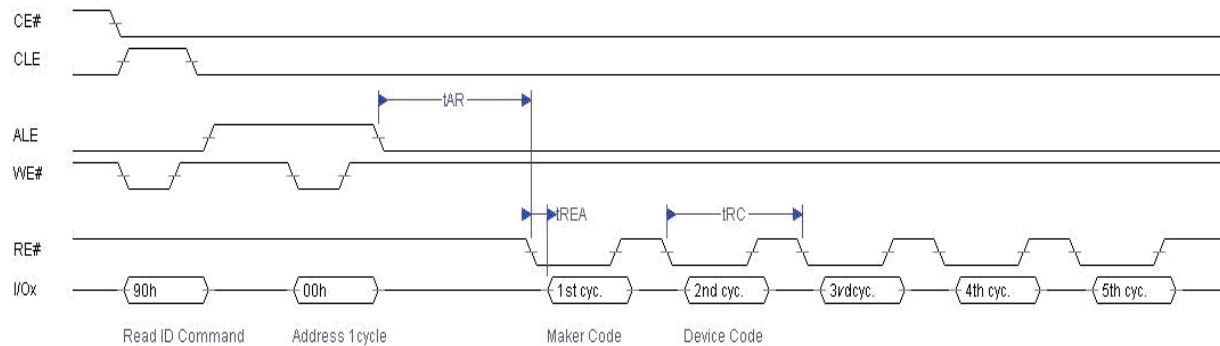 CE#
CLE
tAR
ALE
WE#
tREA
tRC
RE#
I/Ox
90h
00h
1st cyc.
2nd cyc.
3rdcyc.
4th cyc.
5th cyc.
Read ID Command
Address 1cycle
Maker Code
Device Code